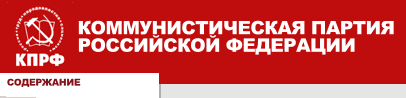 КОММУНИСТИЧЕСКАЯ ПАРТИЯ
РОССИЙСКОЙ ФЕДЕРАЦИИ
КПРФ
СОДЕРЖАНИЕ